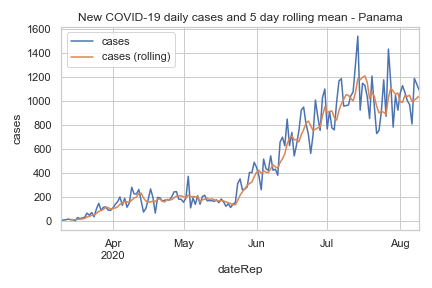 New COVID-19 daily cases and 5 day rolling mean - Panama
cases
cases (rolling)
1600
1400
1200
1000
800
600
400
200
0
cases
Apr
2020
May
Jun
Jul
Aug
dateRep